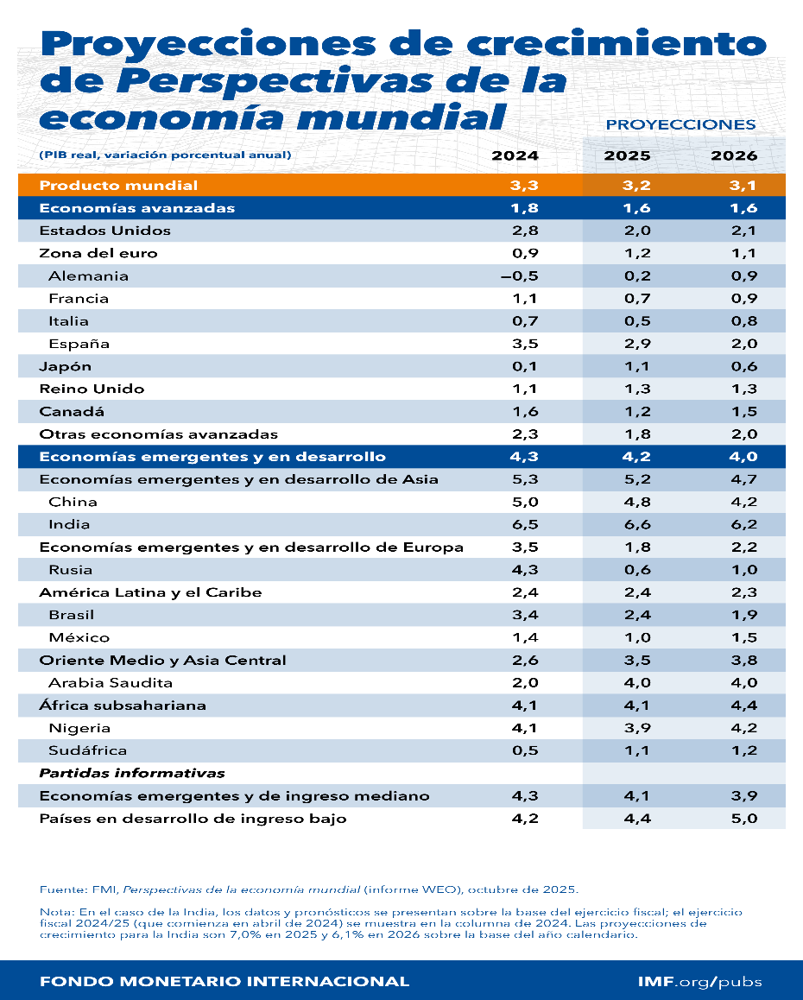 Proyecciones de crecimiento
de Perspectivas de la
economía mundial
PROYECCIONES
(PIB real, variación porcentual anual) 2024 2025 2026
Producto mundial 3,3 3,2 3,1
Economías avanzadas 1,8 1,6 1,6
Estados Unidos 2,8 2,0 2,1
Zona del euro 0,9 1,2 1,1
Alemania –0,5 0,2 0,9
Francia 1,1 0,7 0,9
Italia 0,7 0,5 0,8
España 3,5 2,9 2,0
Japón 0,1 1,1 0,6
Reino Unido 1,1 1,3 1,3
Canadá 1,6 1,2 1,5
Otras economías avanzadas 2,3 1,8 2,0
Economías emergentes y en desarrollo 4,3 4,2 4,0
Economías emergentes y en desarrollo de Asia 5,3 5,2 4,7
China 5,0 4,8 4,2
India 6,5 6,6 6,2
Economías emergentes y en desarrollo de Europa 3,5 1,8 2,2
Rusia 4,3 0,6 1,0
América Latina y el Caribe 2,4 2,4 2,3
Brasil 3,4 2,4 1,9
México 1,4 1,0 1,5
Oriente Medio y Asia Central 2,6 3,5 3,8
Arabia Saudita 2,0 4,0 4,0
África subsahariana 4,1 4,1 4,4
Nigeria 4,1 3,9 4,2
Sudáfrica 0,5 1,1 1,2
Partidas informativas
Economías emergentes y de ingreso mediano 4,3 4,1 3,9
Países en desarrollo de ingreso bajo 4,2 4,4 5,0
Fuente: FMI, Perspectivas de la economía mundial (informe WEO), octubre de 2025.
Nota: En el caso de la India, los datos y pronósticos se presentan sobre la base del ejercicio fiscal; el ejercicio
fiscal 2024/25 (que comienza en abril de 2024) se muestra en la columna de 2024. Las proyecciones de
crecimiento para la India son 7,0% en 2025 y 6,1% en 2026 sobre la base del año calendario.
FONDO MONETARIO INTERNACIONAL IMF.org/pubs